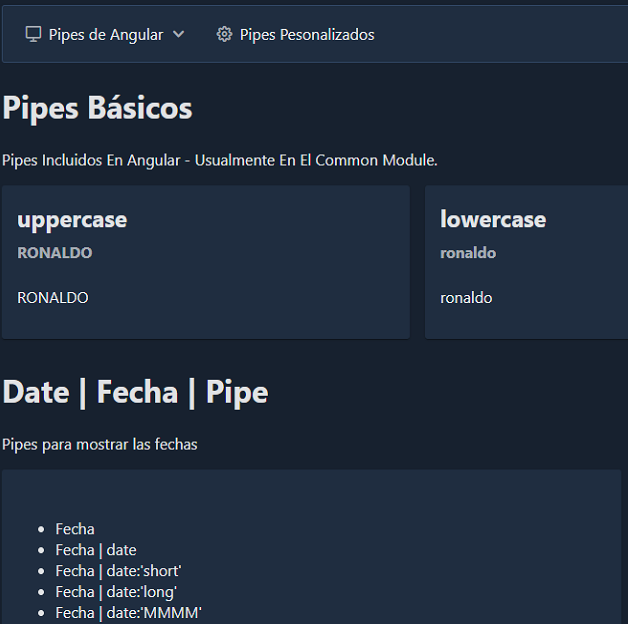 Pipes de Angular Pipes Pesonalizados
Pipes Básicos
Pipes Incluidos En Angular - Usualmente En El Common Module.
uppercase
RONALDO
RONALDO
lowercase
ronaldo
ronaldo
Date | Fecha | Pipe
Pipes para mostrar las fechas
Fecha
Fecha | date
Fecha | date:'short'
Fecha | date:'long'
Fecha | date:'MMMM'